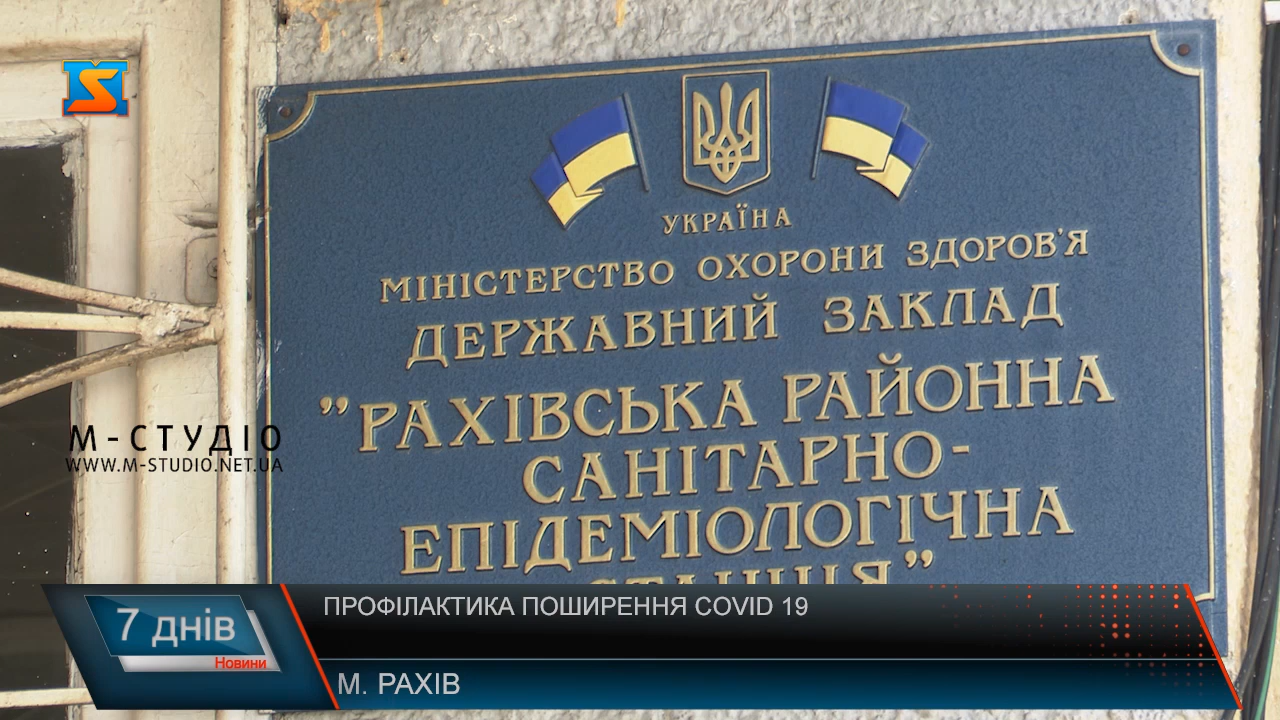 УКРАЇНА
МІНІСТЕРСТВО ОХОРОНИ ЗДОРОВ'Я
ДЕРЖАВНИЙ ЗАКЛАД
"РАХІВСЬКА РАЙОННА
САНІТАРНО-
ЕПІДЕМІОЛОГІЧНА
СТАНЦІЯ"
М-СТУДІО
WWW.M-STUDIO.NET.UA
7 днів
Новини
ПРОФІЛАКТИКА ПОШИРЕННЯ COVID 19
М. РАХІВ